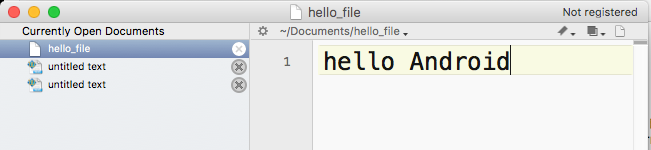 hello_file
Not registered
Currently Open Documents
~/Documents/hello_file
hello_file
untitled text
untitled text
1
hello Android